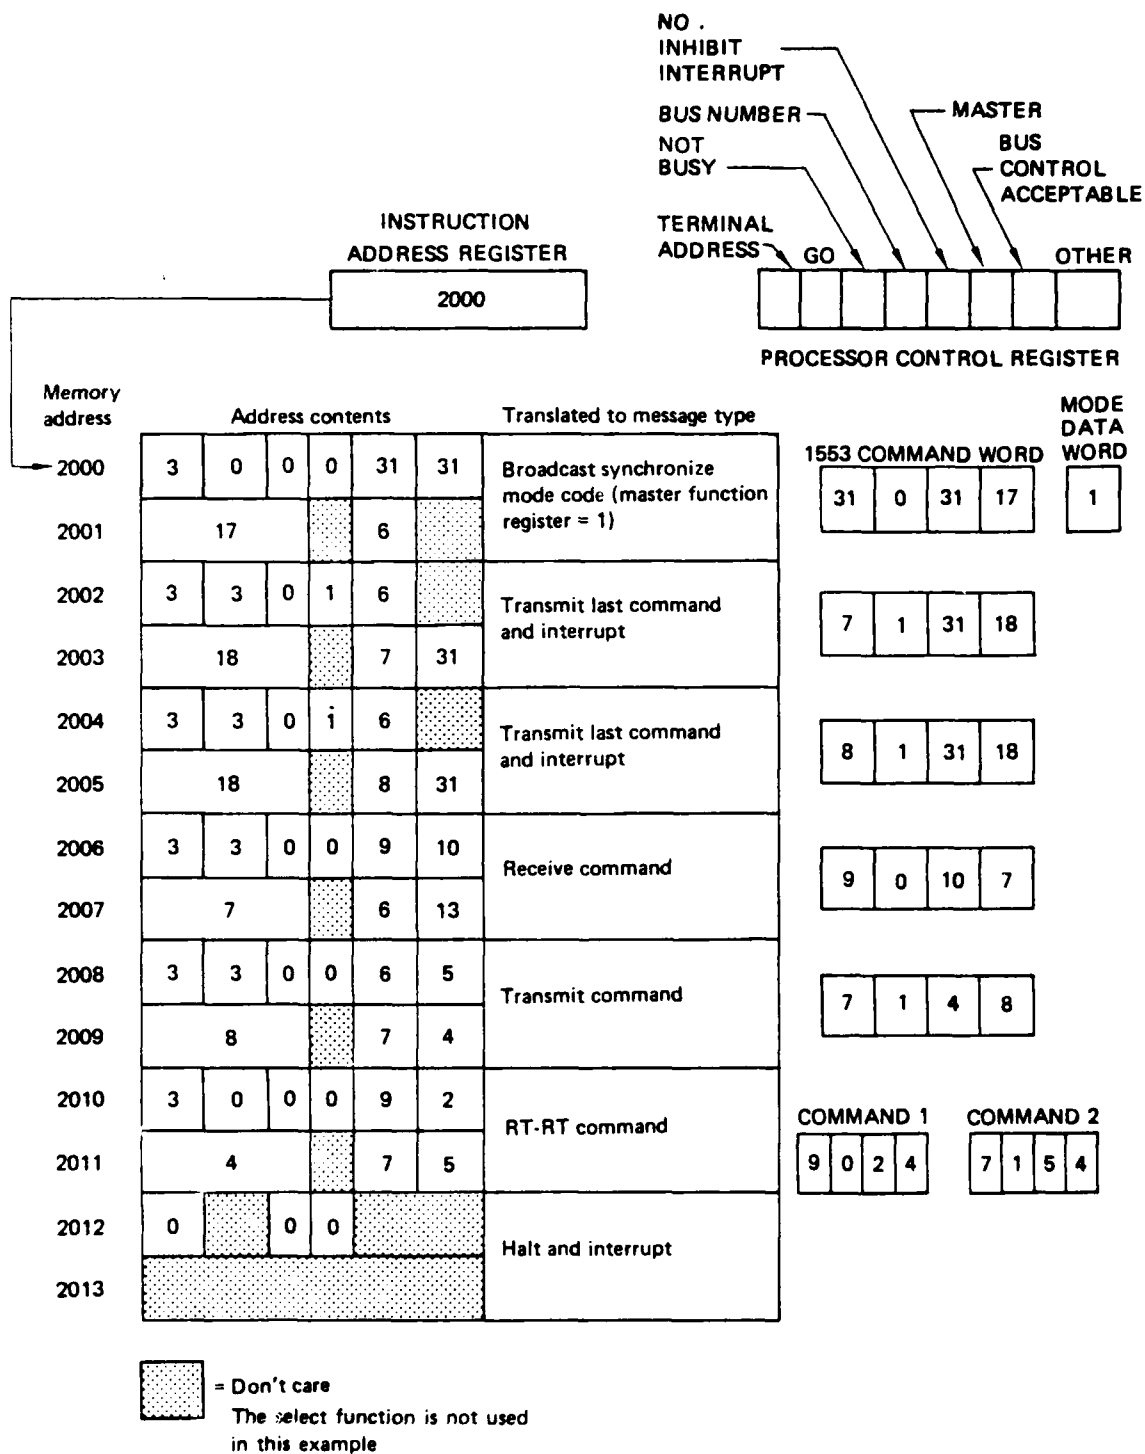 NO .
INHIBIT
INTERRUPT
BUS NUMBER
NOT
BUSY
MASTER
BUS
CONTROL
ACCEPTABLE
TERMINAL
ADDRESS
GO
OTHER
INSTRUCTION
ADDRESS REGISTER
2000
PROCESSOR CONTROL REGISTER
Memory
address
Address contents
Translated to message type
1553 COMMAND WORD
MODE
DATA
WORD
2000 3 0 0 0 31 31
Broadcast synchronize
mode code (master function
register = 1)
31 0 31 17
1
2001 17 6
2002 3 3 0 1 6
Transmit last command
and interrupt
7 1 31 18
2003 18 7 31
2004 3 3 0 1 6
Transmit last command
and interrupt
8 1 31 18
2005 18 8 31
2006 3 3 0 0 9 10
Receive command
9 0 10 7
2007 7 6 13
2008 3 3 0 0 6 5
Transmit command
7 1 4 8
2009 8 7 4
2010 3 0 0 0 9 2
RT-RT command
COMMAND 1
COMMAND 2
9 0 2 4
7 1 5 4
2011 4 7 5
2012 0 0 0
Halt and interrupt
2013
= Don't care
The select function is not used
in this example